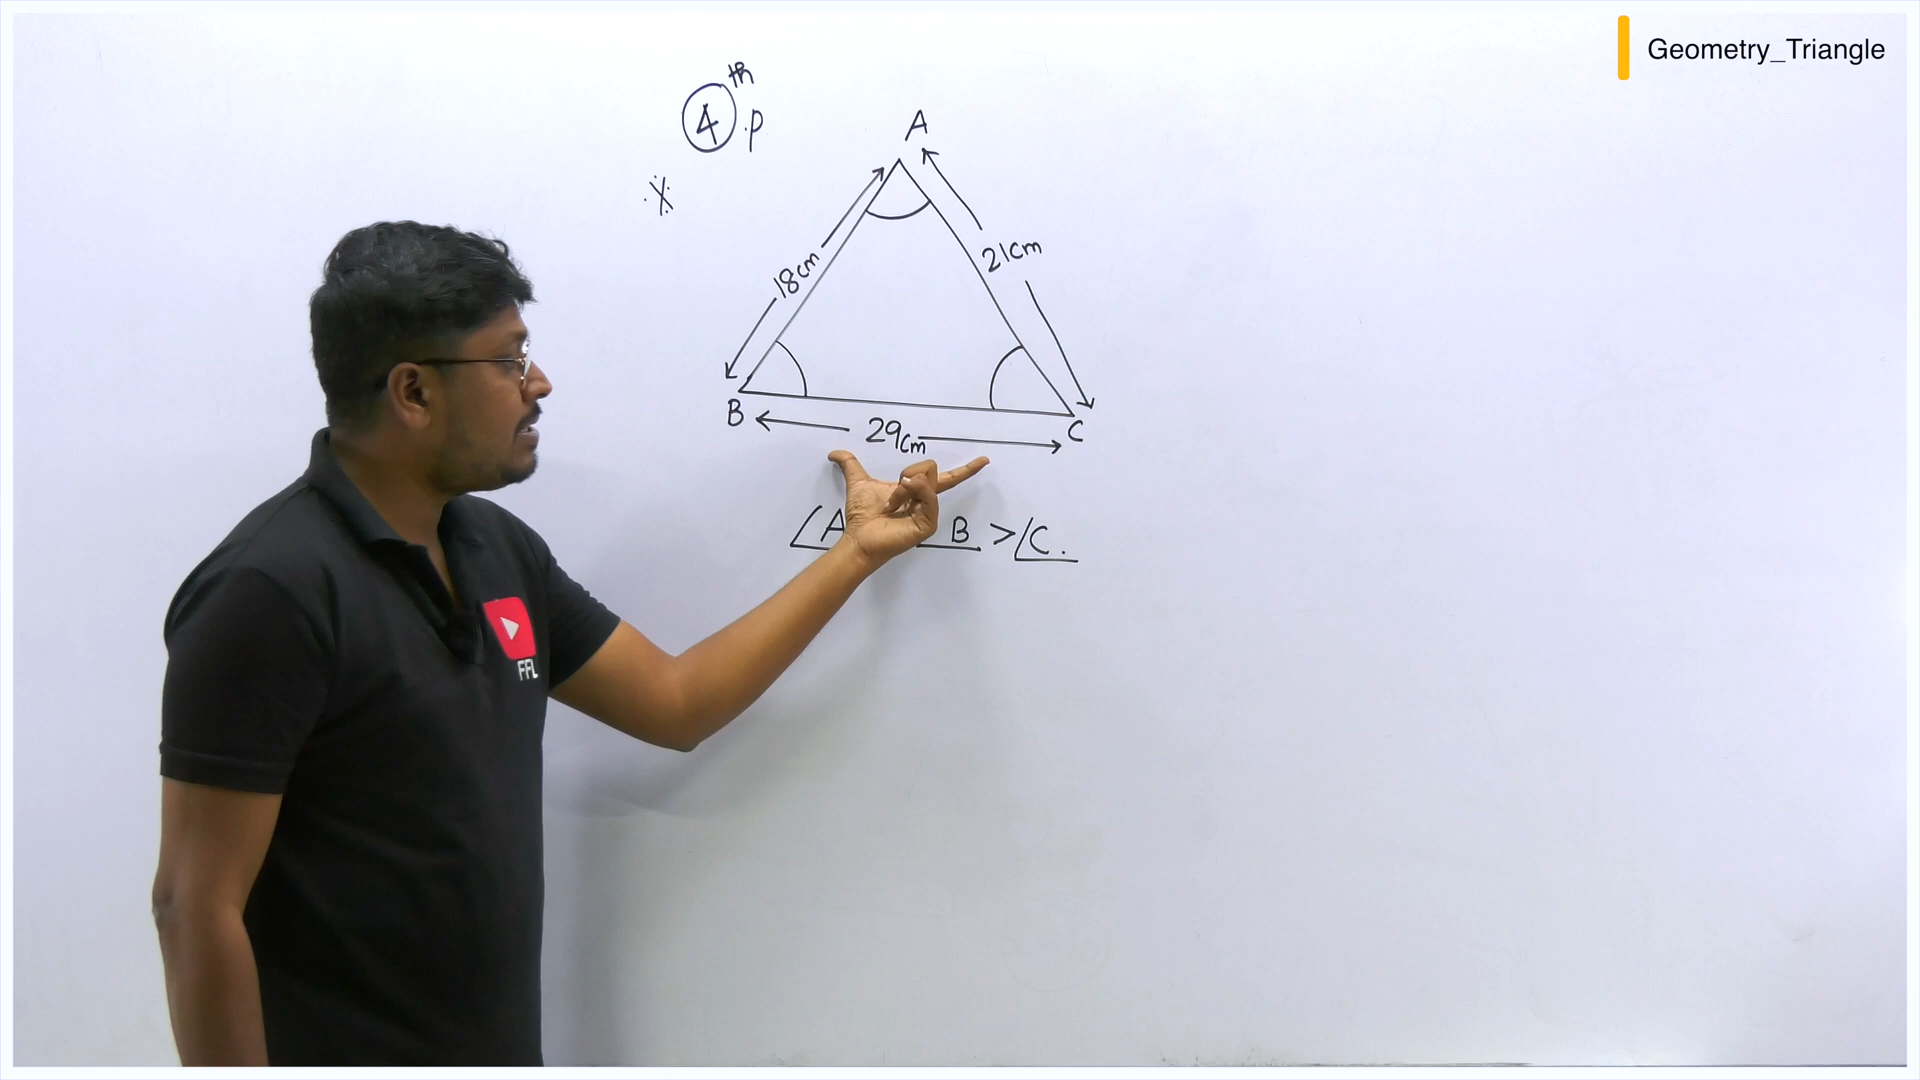 Geometry_Triangle
4th.p
A
18cm
21cm
B
29cm
C
∠A B > ∠C.
FFL